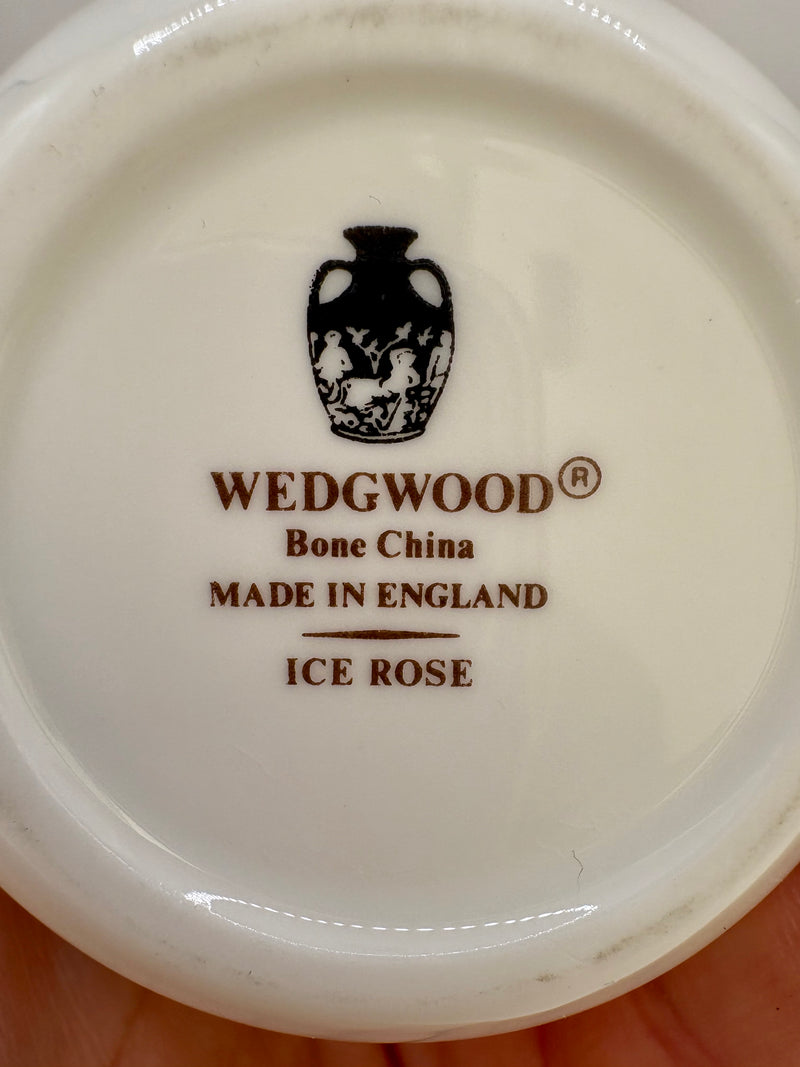 WEDGWOOD®
Bone China
MADE IN ENGLAND
ICE ROSE